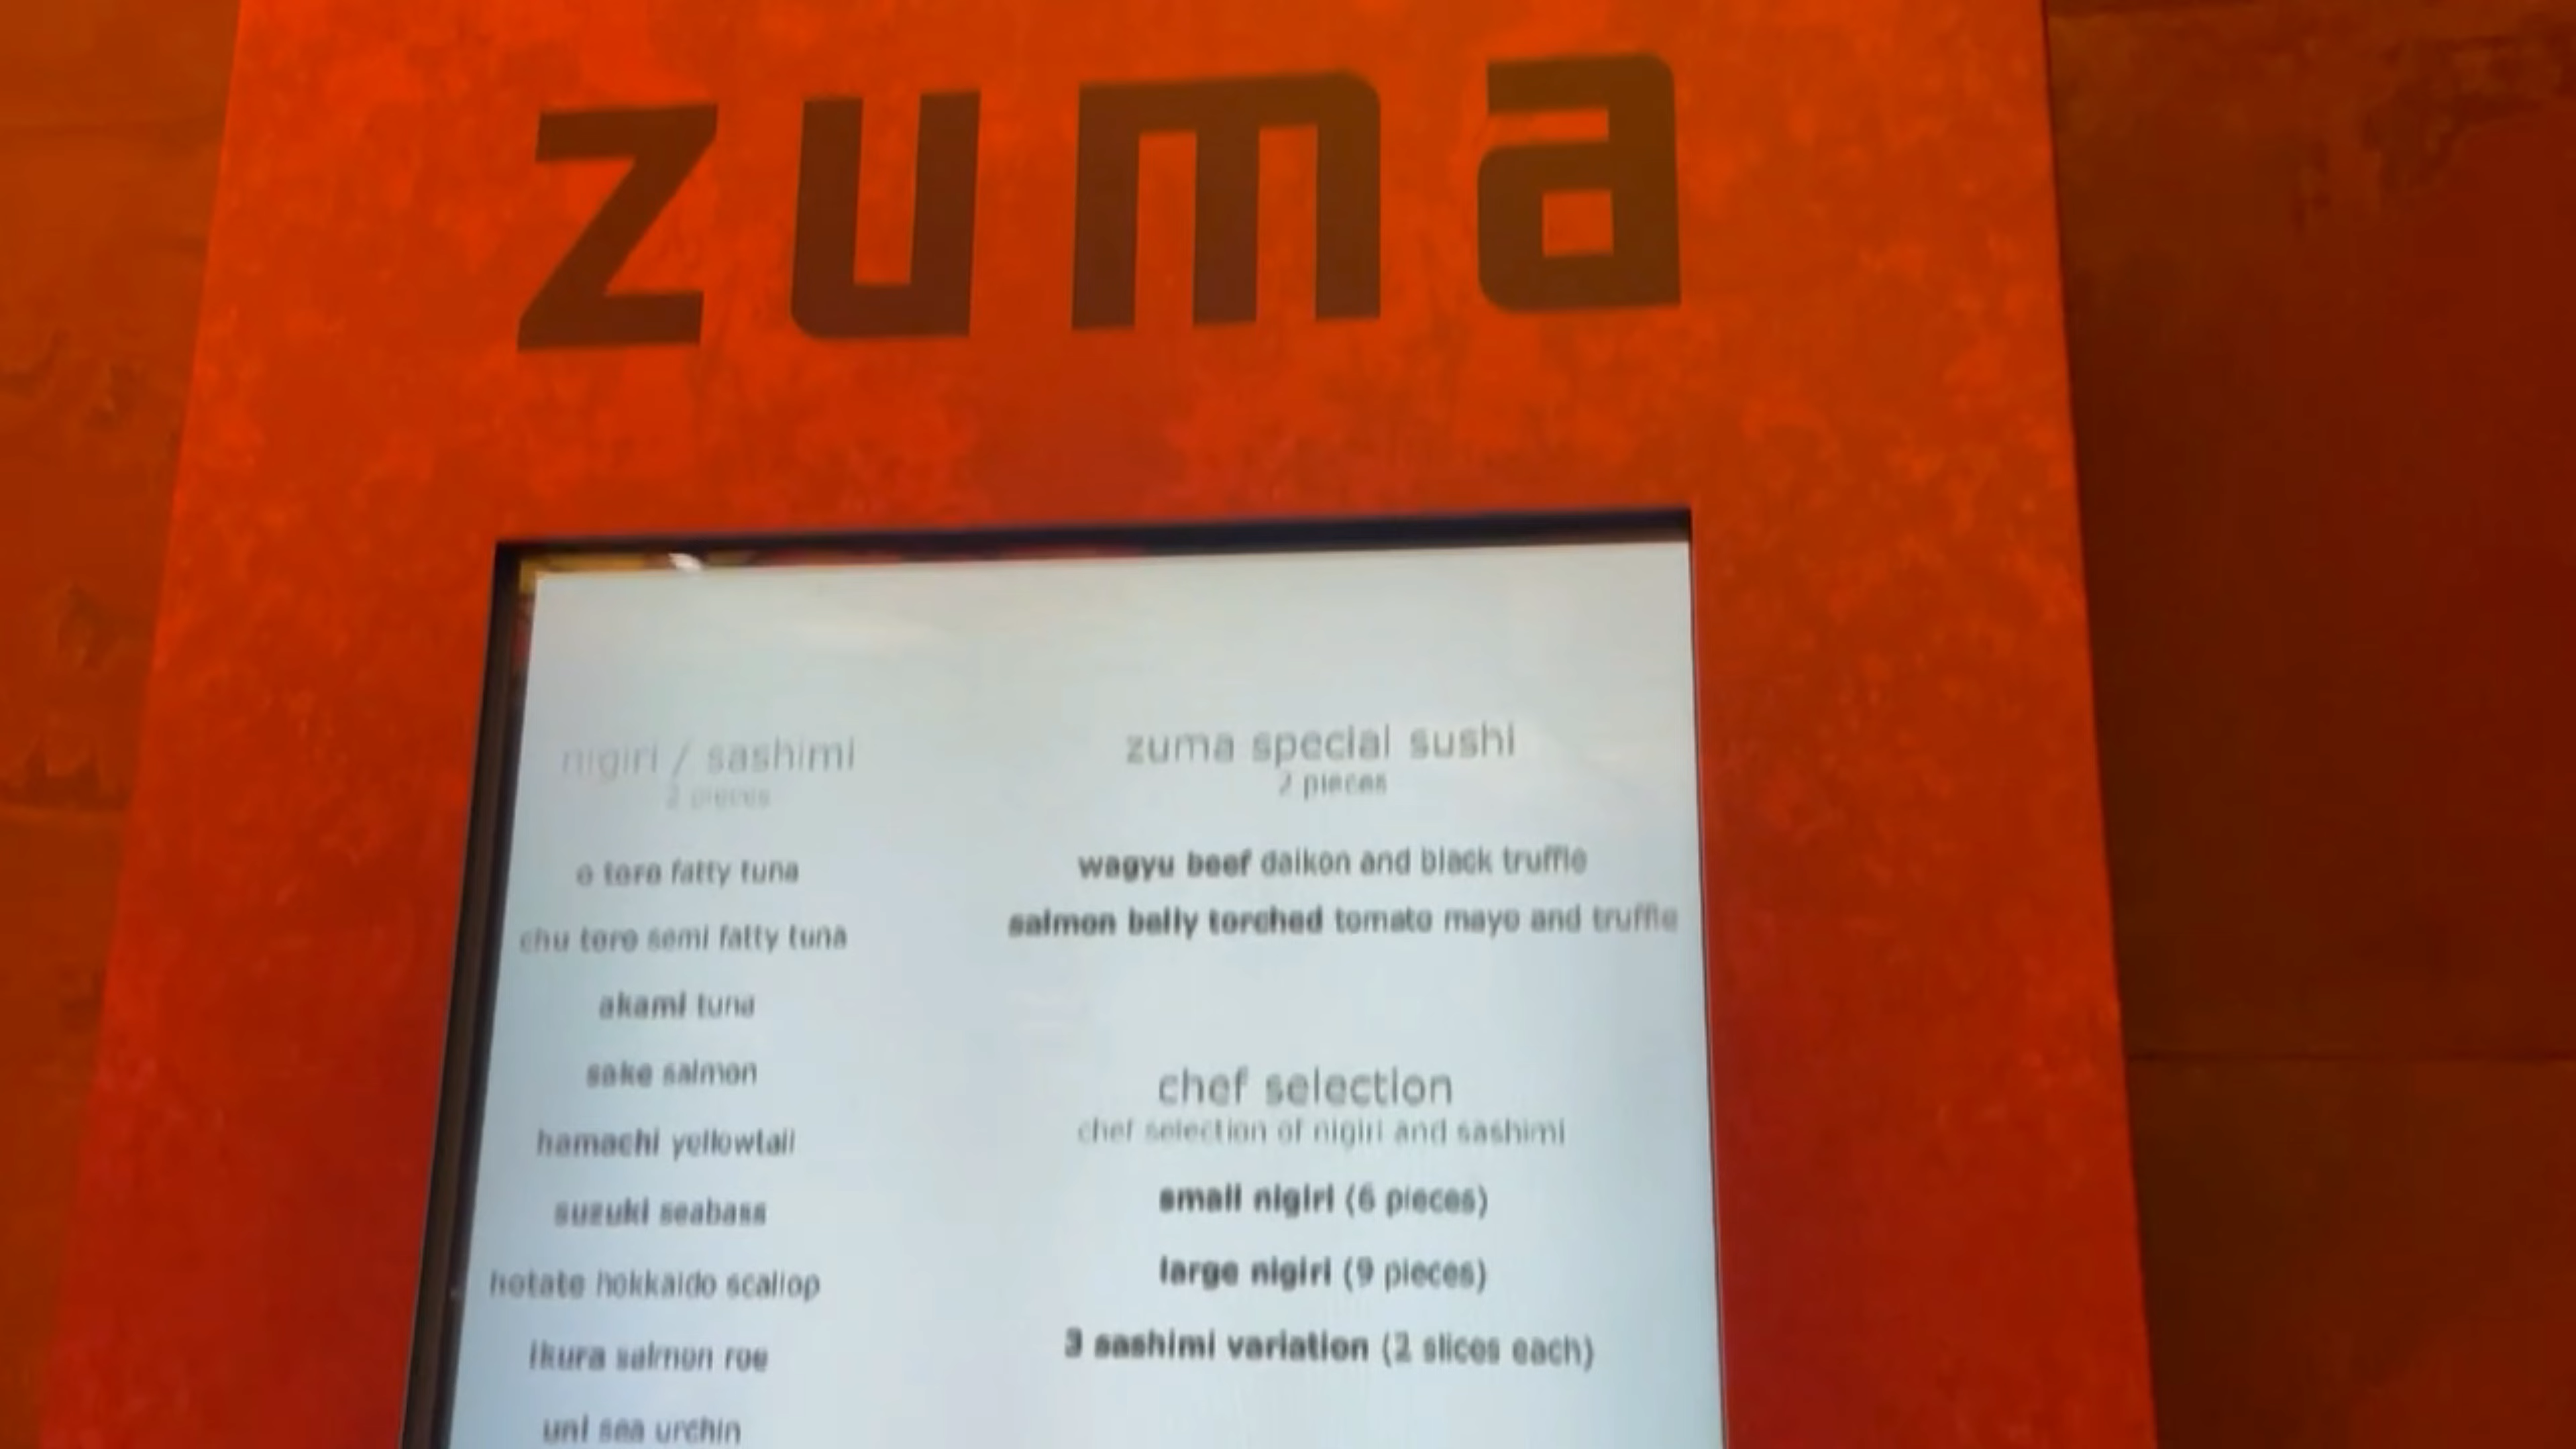 zuma
nigiri / sashimi
2 pieces
o toro fatty tuna
chu toro semi fatty tuna
akami tuna
sake salmon
hamachi yellowtail
suzuki seabass
hotate hokkaido scallop
ikura salmon roe
uni sea urchin
zuma special sushi
2 pieces
wagyu beef daikon and black truffle
salmon belly torched tomato mayo and truffle
chef selection
chef selection of nigiri and sashimi
small nigiri (6 pieces)
large nigiri (9 pieces)
3 sashimi variation (2 slices each)